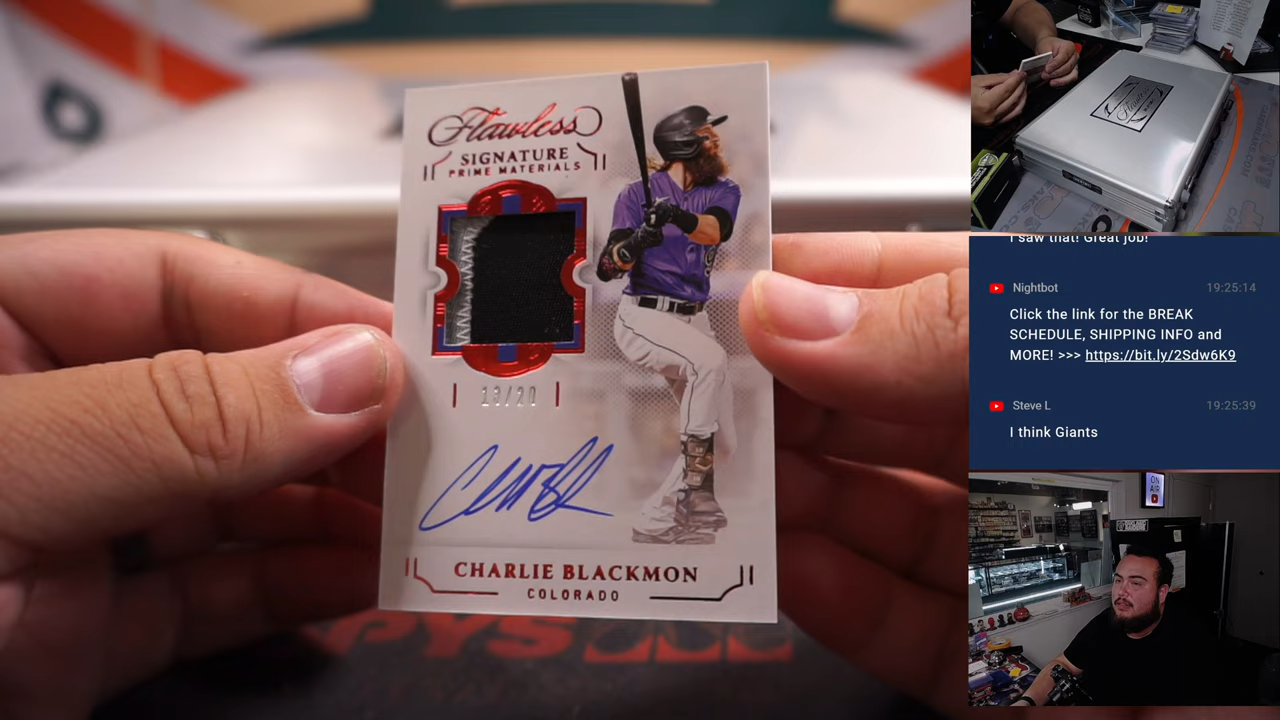 Flawless
SIGNATURE
PRIME MATERIALS
13/20
CHARLIE BLACKMON
COLORADO
I saw that! Great job!
Nightbot
19:25:14
Click the link for the BREAK
SCHEDULE, SHIPPING INFO and
MORE! >>> https://bit.ly/2Sdw6K9
Steve L
19:25:39
I think Giants
ON
AIR